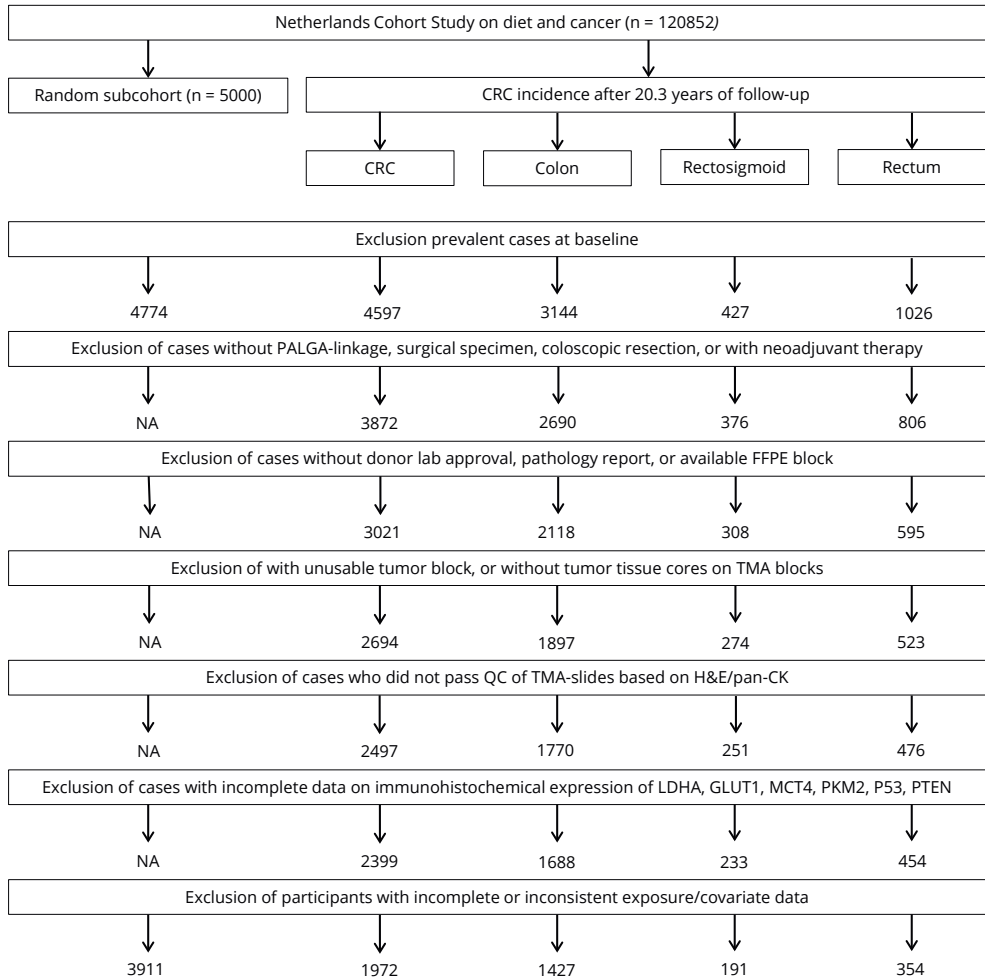 Netherlands Cohort Study on diet and cancer (n = 120852)
Random subcohort (n = 5000)
CRC incidence after 20.3 years of follow-up
CRC
Colon
Rectosigmoid
Rectum
Exclusion prevalent cases at baseline
4774
4597
3144
427
1026
Exclusion of cases without PALGA-linkage, surgical specimen, coloscopic resection, or with neoadjuvant therapy
NA
3872
2690
376
806
Exclusion of cases without donor lab approval, pathology report, or available FFPE block
NA
3021
2118
308
595
Exclusion of with unusable tumor block, or without tumor tissue cores on TMA blocks
NA
2694
1897
274
523
Exclusion of cases who did not pass QC of TMA-slides based on H&E/pan-CK
NA
2497
1770
251
476
Exclusion of cases with incomplete data on immunohistochemical expression of LDHA, GLUT1, MCT4, PKM2, P53, PTEN
NA
2399
1688
233
454
Exclusion of participants with incomplete or inconsistent exposure/covariate data
3911
1972
1427
191
354